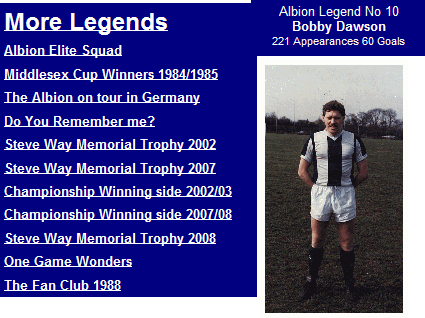 More Legends
Albion Elite Squad
Middlesex Cup Winners 1984/1985
The Albion on tour in Germany
Do You Remember me?
Steve Way Memorial Trophy 2002
Steve Way Memorial Trophy 2007
Championship Winning side 2002/03
Championship Winning side 2007/08
Steve Way Memorial Trophy 2008
One Game Wonders
The Fan Club 1988
Albion Legend No 10
Bobby Dawson
221 Appearances 60 Goals